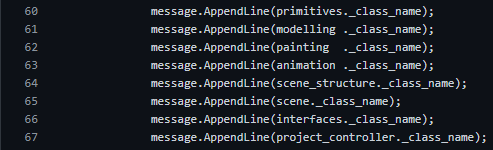 60 message.AppendLine(primitives._class_name);
61 message.AppendLine(modelling ._class_name);
62 message.AppendLine(painting  ._class_name);
63 message.AppendLine(animation ._class_name);
64 message.AppendLine(scene_structure._class_name);
65 message.AppendLine(scene._class_name);
66 message.AppendLine(interfaces._class_name);
67 message.AppendLine(project_controller._class_name);